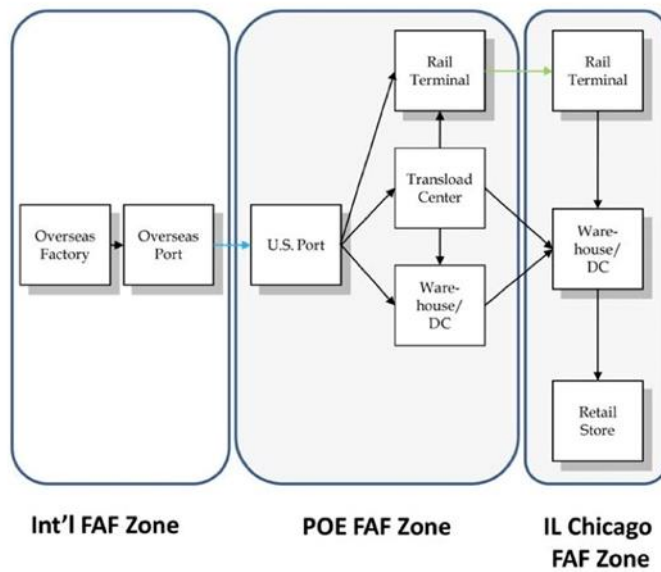 Rail
Terminal
Rail
Terminal
Transload
Center
Overseas
Factory
Overseas
Port
U.S. Port
Ware-
house/
DC
Ware-
house/
DC
Retail
Store
Int'l FAF Zone
POE FAF Zone
IL Chicago
FAF Zone